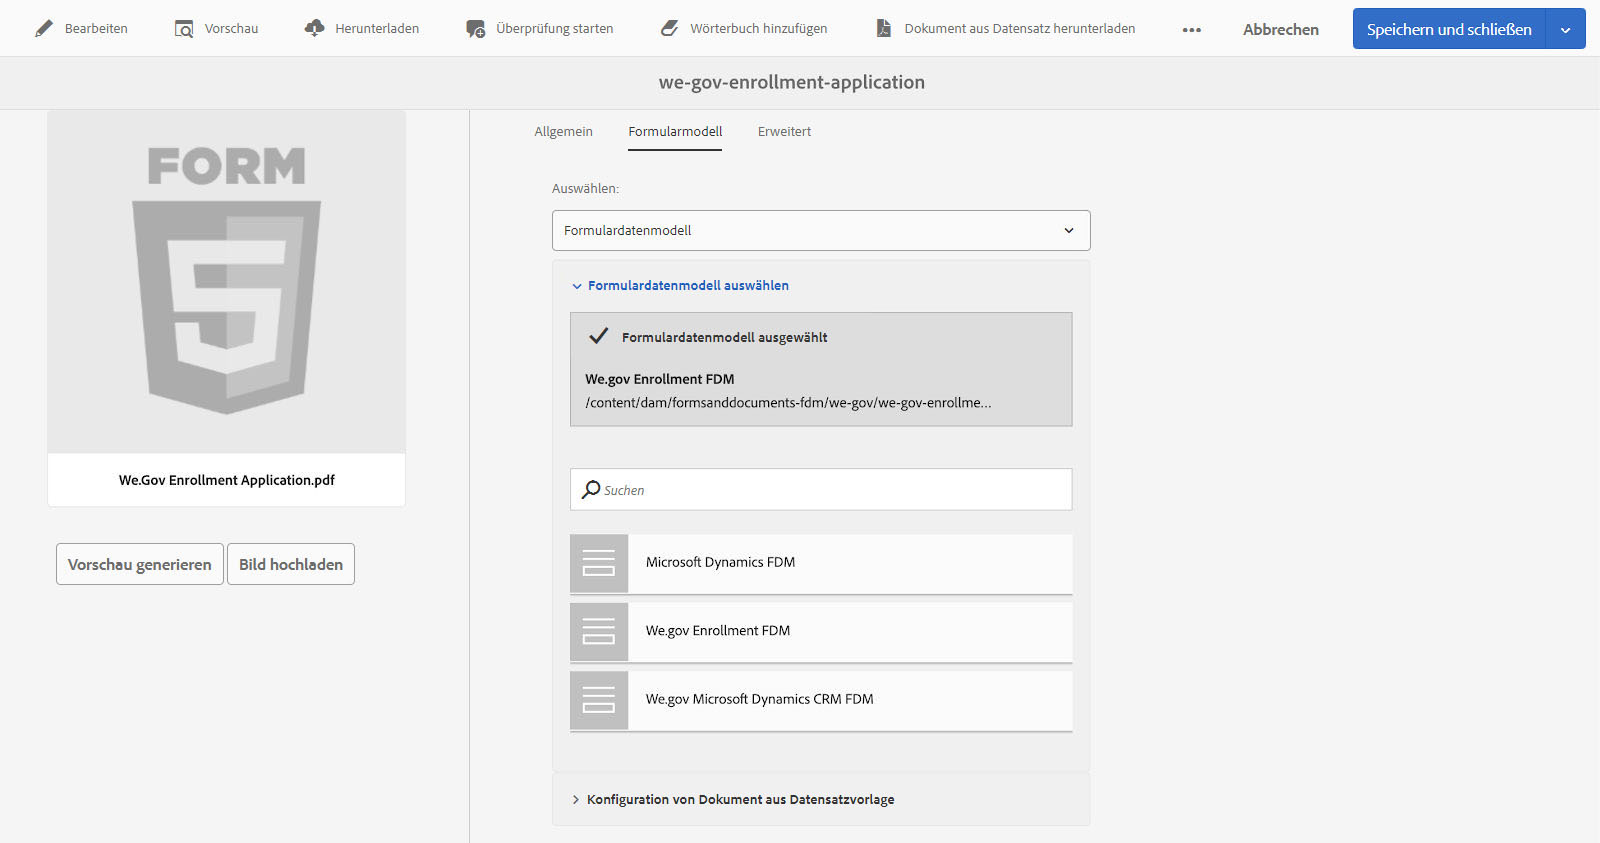 Bearbeiten Vorschau Herunterladen Überprüfung starten Wörterbuch hinzufügen Dokument aus Datensatz herunterladen ••• Abbrechen Speichern und schließen
we-gov-enrollment-application
FORM
5
We.Gov Enrollment Application.pdf
Vorschau generieren Bild hochladen
Allgemein Formularmodell Erweitert
Auswählen:
Formulardatenmodell
Formulardatenmodell auswählen
Formulardatenmodell ausgewählt
We.gov Enrollment FDM
/content/dam/formsanddocuments-fdm/we-gov/we-gov-enrollme...
Suchen
Microsoft Dynamics FDM
We.gov Enrollment FDM
We.gov Microsoft Dynamics CRM FDM
Konfiguration von Dokument aus Datensatzvorlage